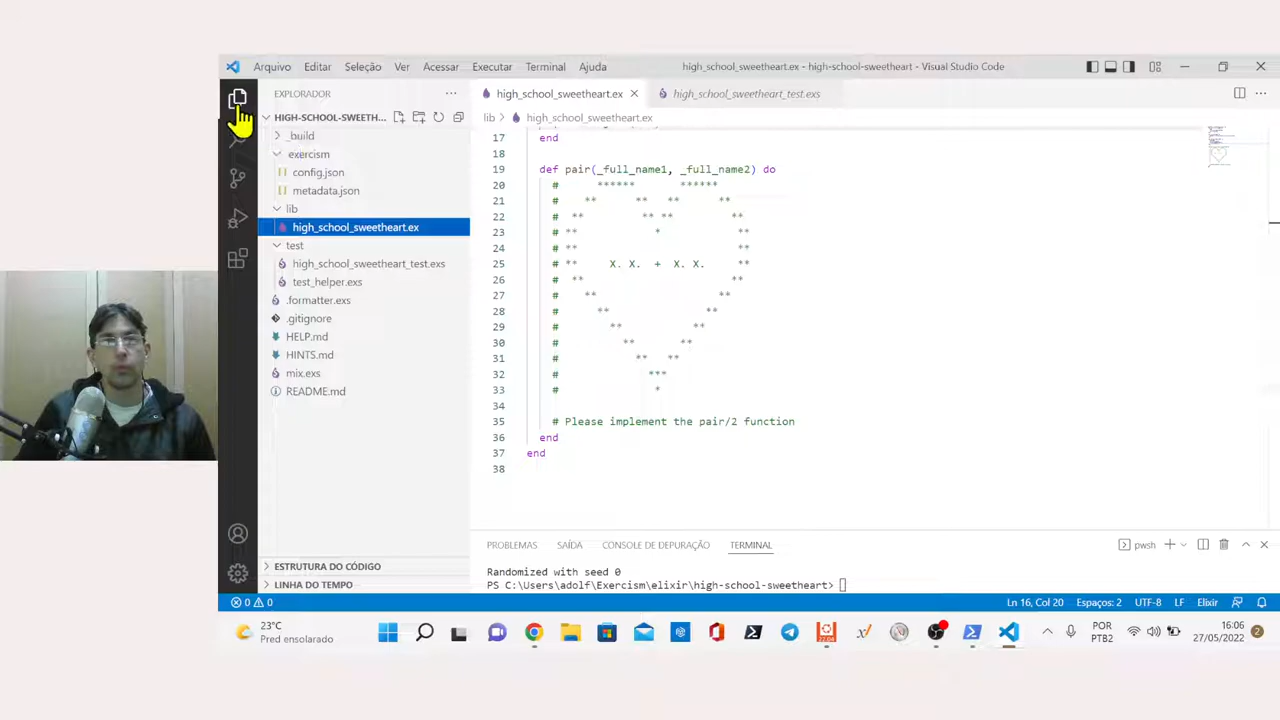 Arquivo Editar Seleção Ver Acessar Executar Terminal Ajuda high_school_sweetheart.ex - high-school-sweetheart - Visual Studio Code
EXPLORADOR
HIGH-SCHOOL-SWEETH...
_build
exercism
config.json
metadata.json
lib
high_school_sweetheart.ex
test
high_school_sweetheart_test.exs
test_helper.exs
.formatter.exs
.gitignore
HELP.md
HINTS.md
mix.exs
README.md
ESTRUTURA DO CÓDIGO
LINHA DO TEMPO
high_school_sweetheart.ex high_school_sweetheart_test.exs
lib > high_school_sweetheart.ex
17 end
18
19 def pair(_full_name1, _full_name2) do
20 # ****** ******
21 # ** ** ** **
22 # ** ** ** **
23 # ** * **
24 # ** **
25 # ** X. X. + X. X. **
26 # ** **
27 # ** **
28 # ** **
29 # ** **
30 # ** **
31 # ** **
32 # ***
33 # *
34
35 # Please implement the pair/2 function
36 end
37 end
38
PROBLEMAS SAÍDA CONSOLE DE DEPURAÇÃO TERMINAL pwsh
Randomized with seed 0
PS C:\Users\adolf\Exercism\elixir\high-school-sweetheart>
0 0 Ln 16, Col 20 Espaços: 2 UTF-8 LF Elixir
23°C
Pred ensolarado
22.04
POR
PTB2
16:06
27/05/2022
2